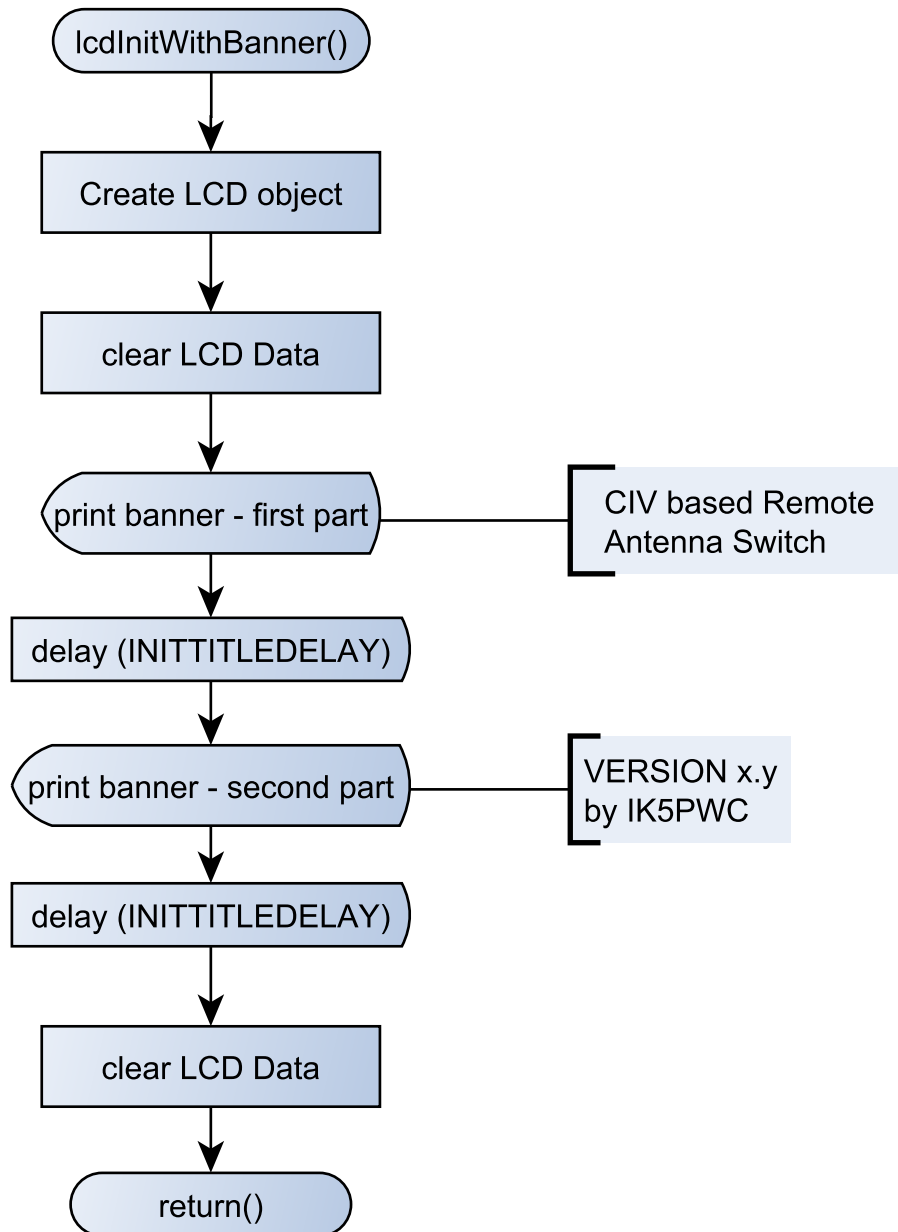 lcdInitWithBanner()
Create LCD object
clear LCD Data
print banner - first part
CIV based Remote
Antenna Switch
delay (INITTITLEDELAY)
print banner - second part
VERSION x.y
by IK5PWC
delay (INITTITLEDELAY)
clear LCD Data
return()